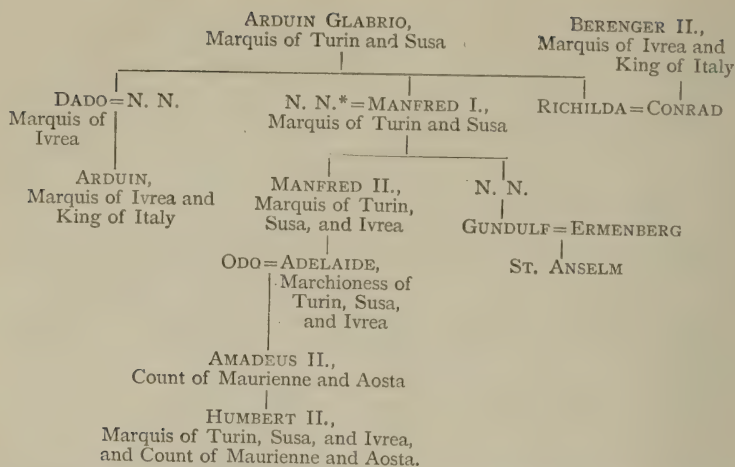 ARDUIN GLABRIO,
Marquis of Turin and Susa
BERENGER II.,
Marquis of Ivrea and
King of Italy
DADO=N. N.
Marquis of
Ivrea
N. N.*=MANFRED I.,
Marquis of Turin and Susa
RICHILDA=CONRAD
ARDUIN,
Marquis of Ivrea and
King of Italy
MANFRED II.,
Marquis of Turin,
Susa, and Ivrea
N. N.
GUNDULF=ERMENBERG
ST. ANSELM
ODO=ADELAIDE,
Marchioness of
Turin, Susa,
and Ivrea
AMADEUS II.,
Count of Maurienne and Aosta
HUMBERT II.,
Marquis of Turin, Susa, and Ivrea,
and Count of Maurienne and Aosta.